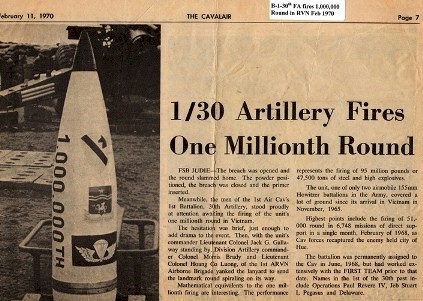 February 11, 1970
THE CAVALAIR
B-1-30th FA fires 1,000,000
Round in RVN Feb 1970
Page 7
1,000,000TH
1/30 Artillery Fires
One Millionth Round
FSB JUDIE—The breach was opened and
the round slammed home. The powder posi-
tioned, the breach was closed and the primer
inserted.
Meanwhile, the men of the 1st Air Cav's
1st Battalion, 30th Artillery, stood proudly
at attention awaiting the firing of the unit's
one millionth round in Vietnam.
The hesitation was brief, just enough to
add drama to the event. Then, with the unit's
commander Lieutenant Colonel Jack G. Calla-
way standing by, Division Artillery command-
er Colonel Morris Brady and Lieutenant
Colonel Hoang Co Luong, of the 1st ARVN
Airborne Brigade yanked the lanyard to send
the landmark round spiraling on its way.
Mathematical equivalents to the one mil-
lionth firing are interesting. The performance
represents the firing of 95 million pounds or
47,500 tons of steel and high explosives.
The unit, one of only two airmobile 155mm
Howitzer battalions in the Army, covered a
lot of ground since its arrival in Vietnam in
November, 1965.
Highest points include the firing of 51,-
000 round in 6,748 missions of direct sup-
port in a single month, February of 1968, as
Cav forces recaptured the enemy held city of
Hue.
The battalion was permanently assigned to
the Cav in June, 1968, but had worked ex-
tensively with the FIRST TEAM prior to that
date. Names in the 1st of the 30th past in-
clude Operations Paul Revere IV, Jeb Stuart
I, Pegasus and Delaware.